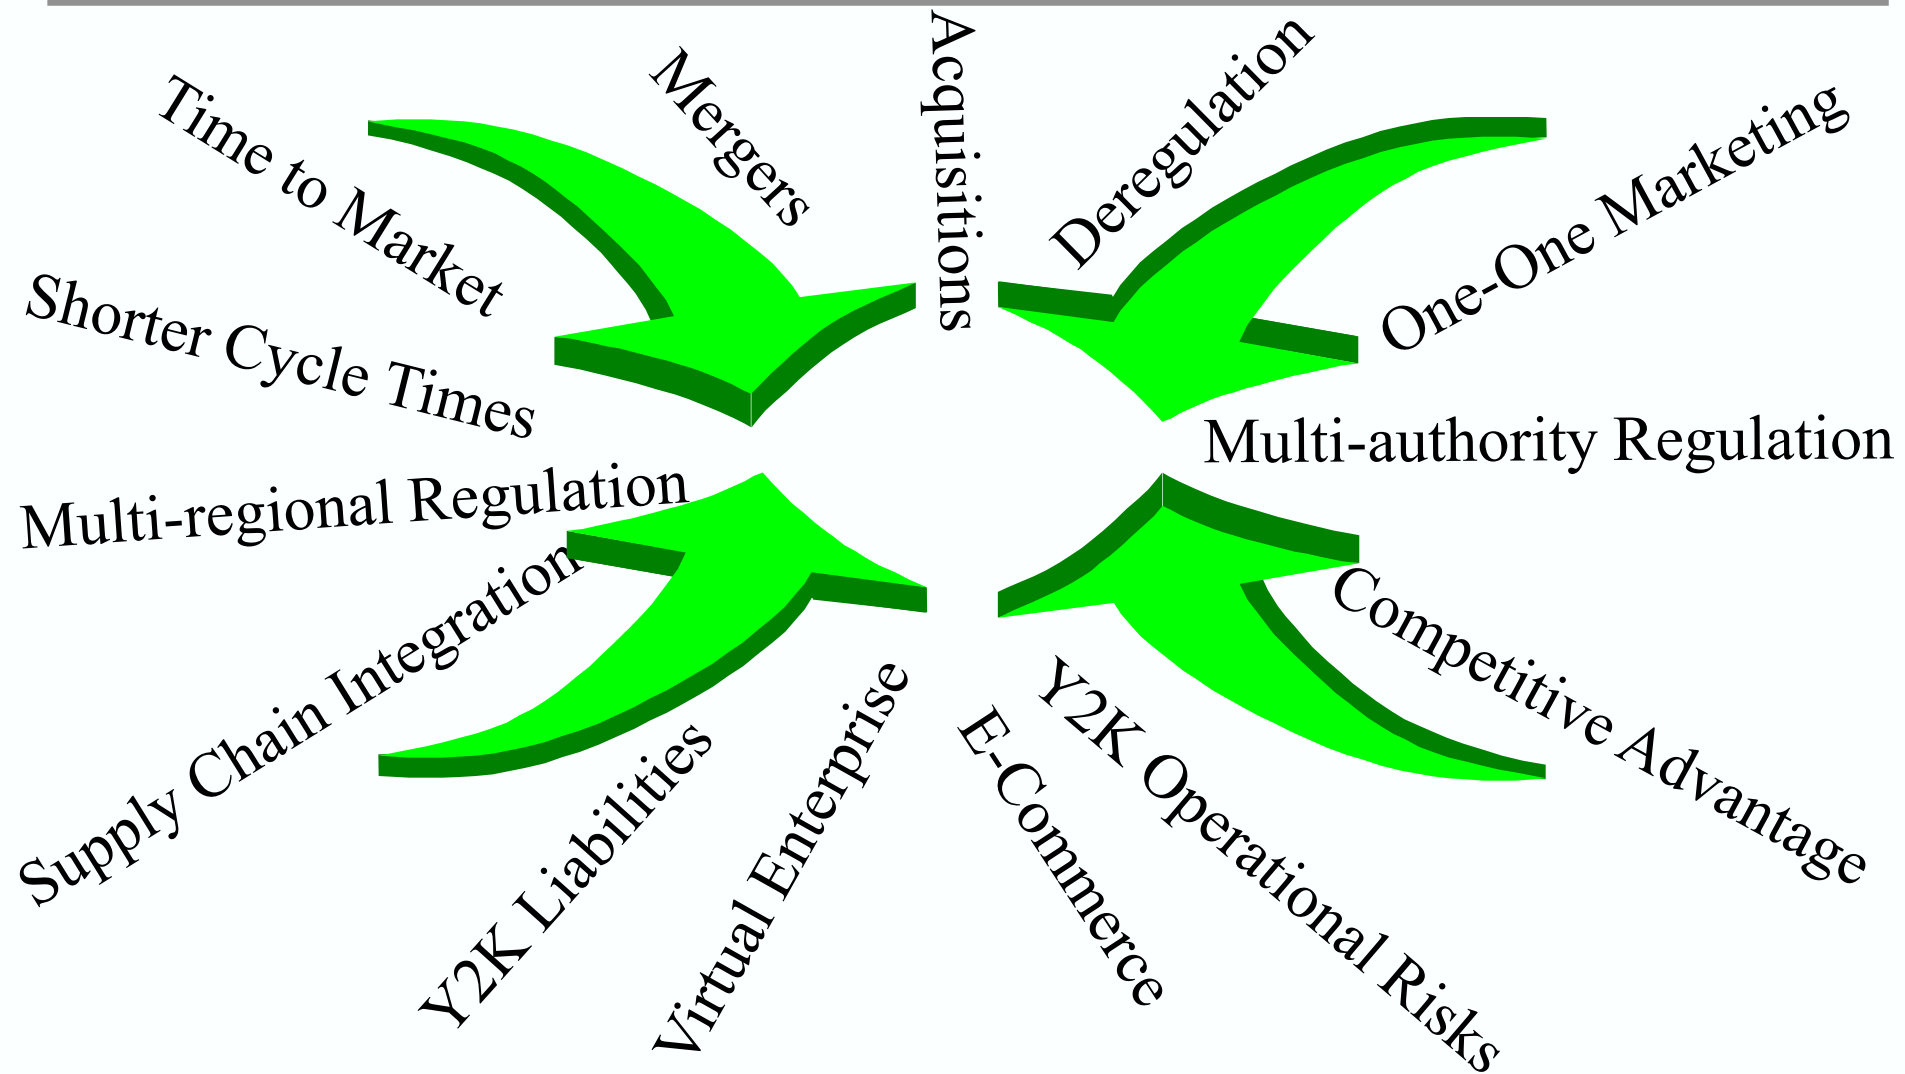 Acquisitions
Mergers
Deregulation
Time to Market
One-One Marketing
Shorter Cycle Times
Multi-authority Regulation
Multi-regional Regulation
Supply Chain Integration
Competitive Advantage
Y2K Liabilities
Virtual Enterprise
E-Commerce
Y2K Operational Risks